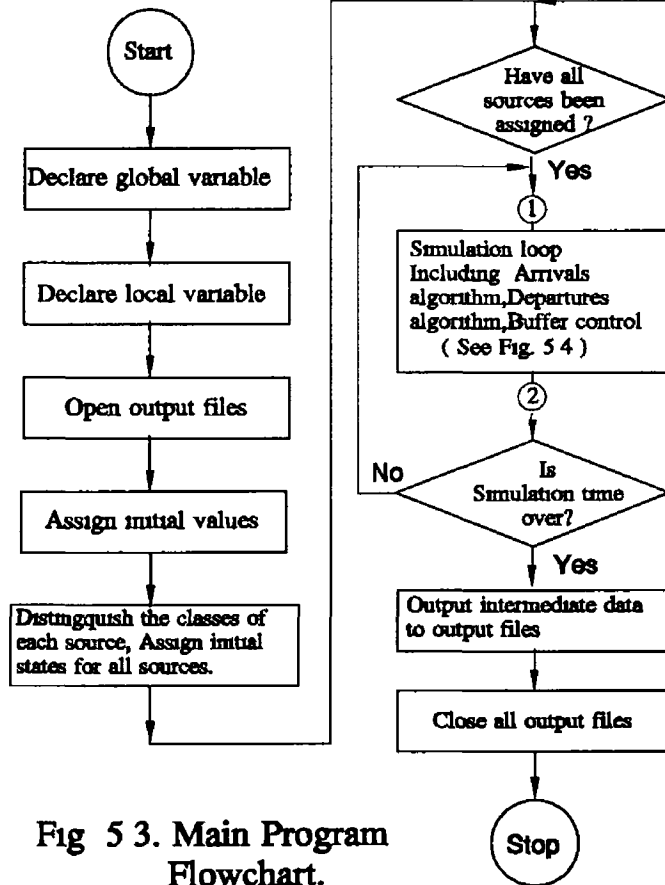 Start
Declare global variable
Declare local variable
Open output files
Assign initial values
Distingquish the classes of
each source, Assign initial
states for all sources.
Have all
sources been
assigned ?
Yes
1
Simulation loop
Including Arrivals
algorithm,Departures
algorithm,Buffer control
( See Fig. 5 4 )
2
No
Is
Simulation time
over?
Yes
Output intermediate data
to output files
Close all output files
Stop
Fig 5 3. Main Program
Flowchart.